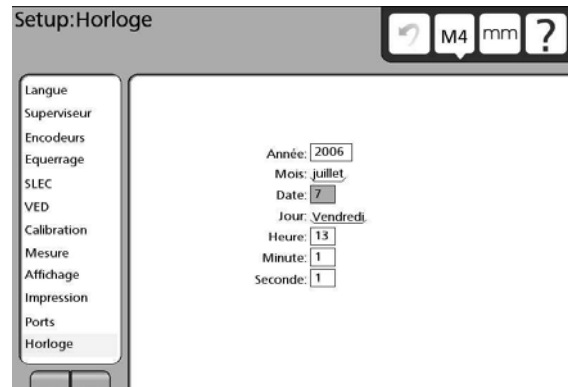 Setup:Horloge
M4
mm
?
Langue
Superviseur
Encodeurs
Equerrage
SLEC
VED
Calibration
Mesure
Affichage
Impression
Ports
Horloge
Année: 2006
Mois: juillet
Date: 7
Jour: Vendredi
Heure: 13
Minute: 1
Seconde: 1